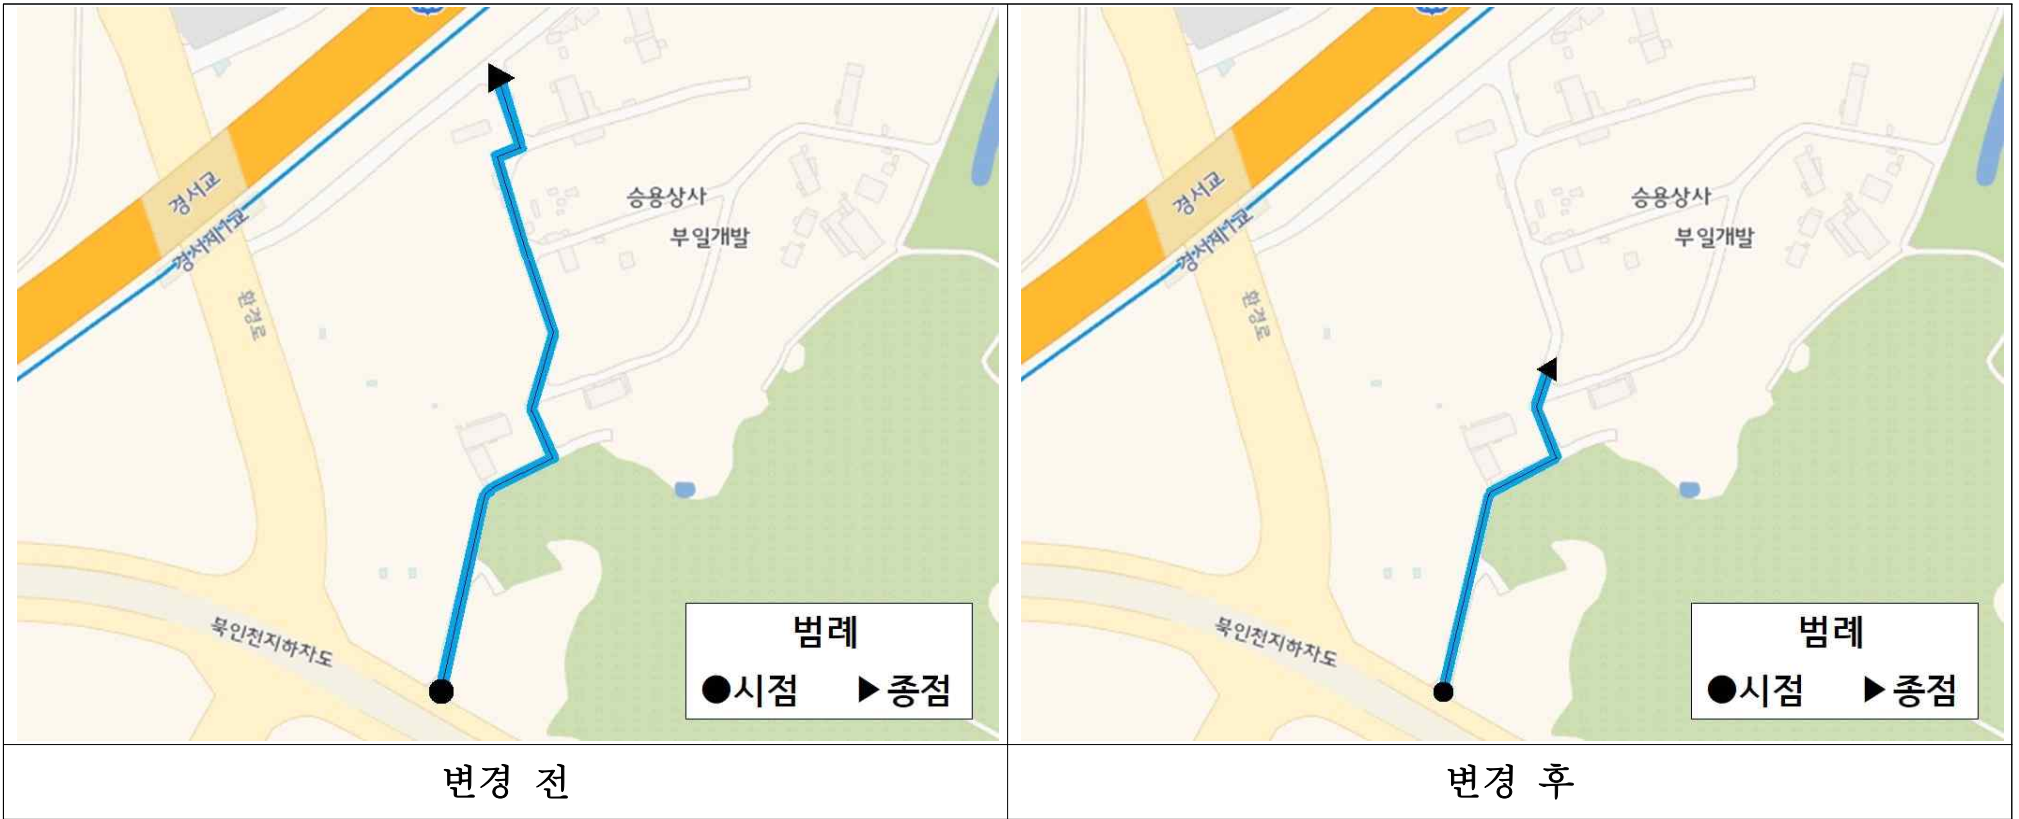 경서교
경서제1교
환경로
승용상사
부일개발
북인천지하차도
범례
●시점 ▶종점
경서교
경서제1교
환경로
승용상사
부일개발
북인천지하차도
범례
●시점 ▶종점
변경 전
변경 후